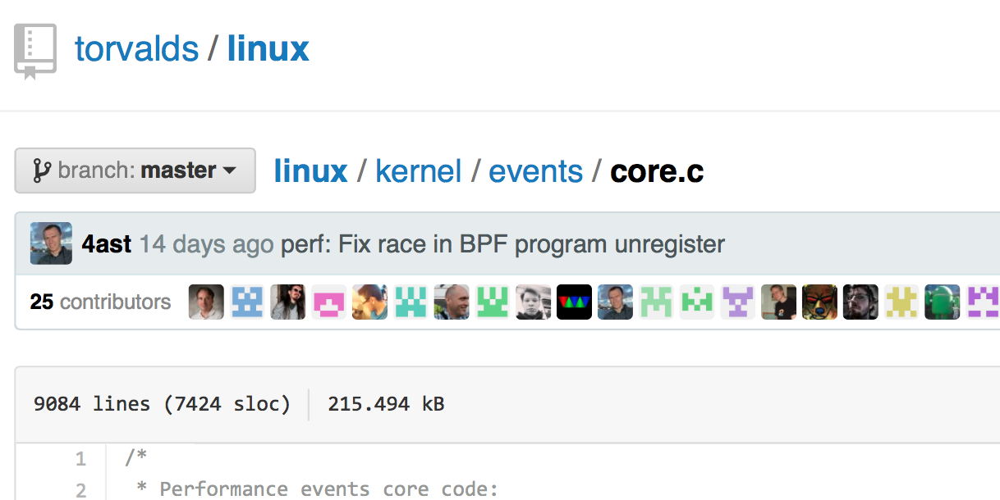 torvalds / linux
branch: master linux / kernel / events / core.c
4ast 14 days ago perf: Fix race in BPF program unregister
25 contributors
9084 lines (7424 sloc) 215.494 kB
1 /*
2 * Performance events core code: